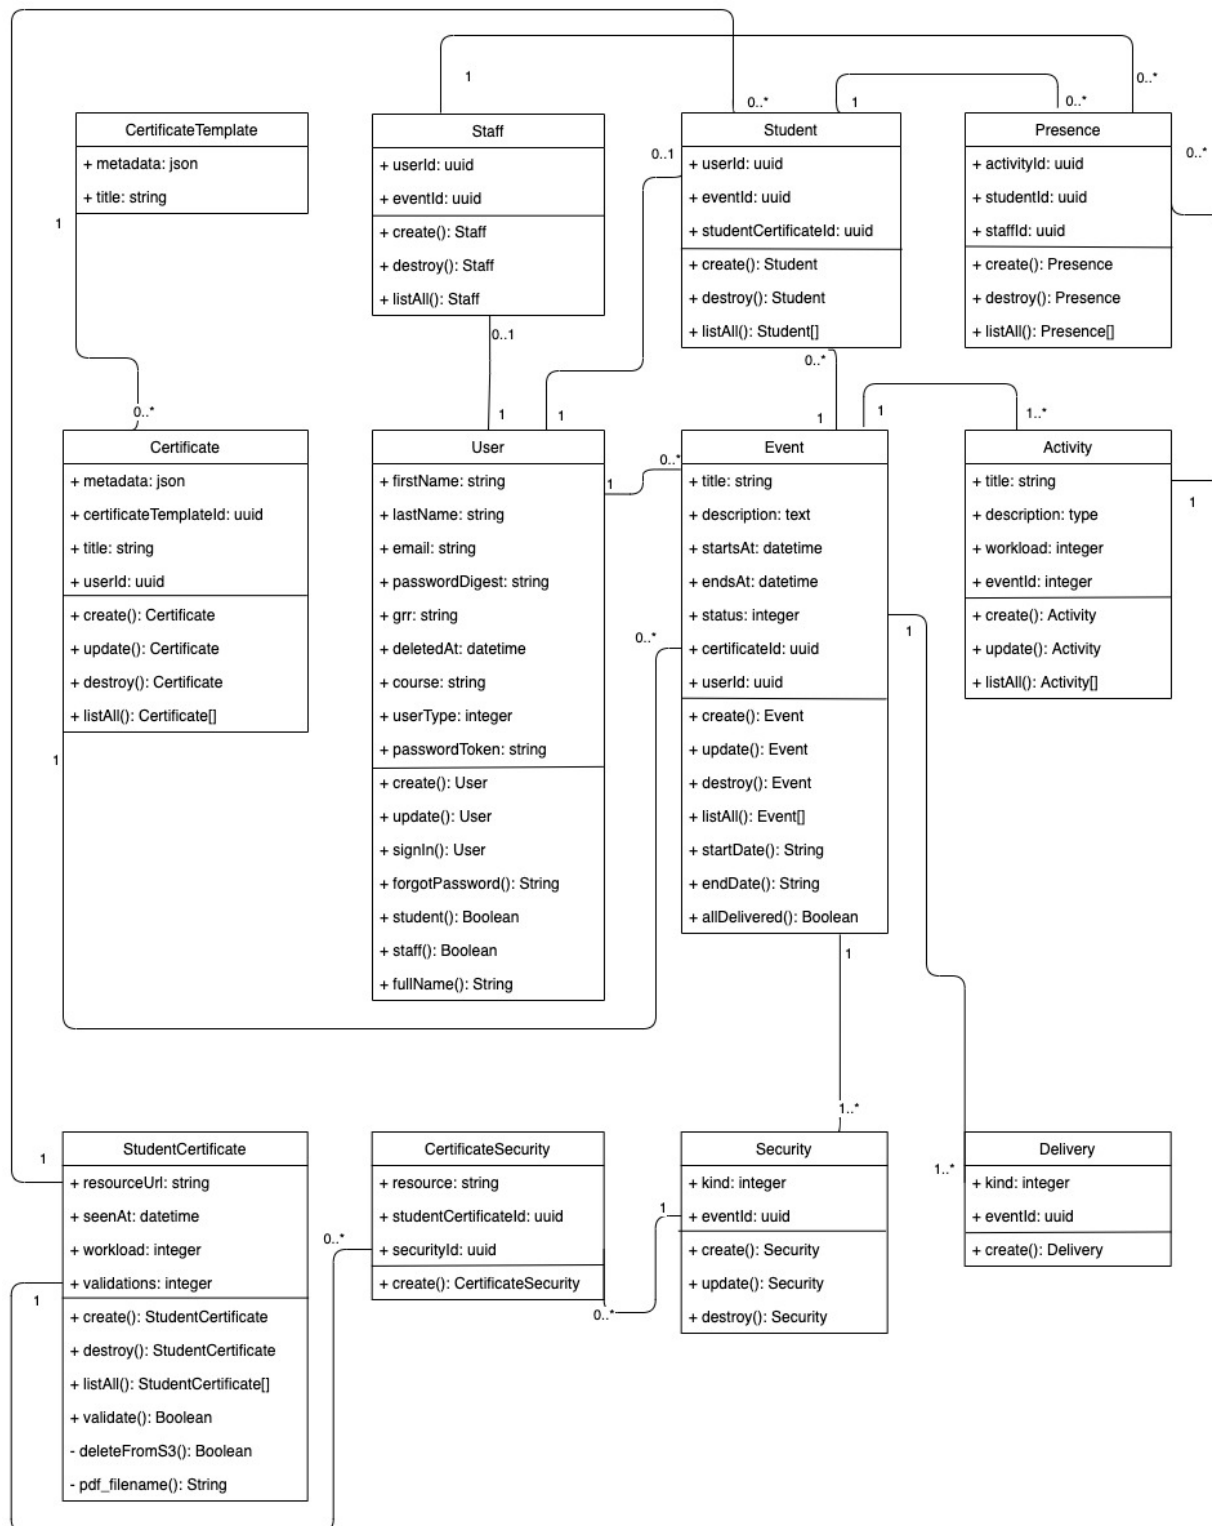 1
0..*
0..*
1
0..*
0..1
0..*
CertificateTemplate
+ metadata: json
+ title: string
1
Staff
+ userId: uuid
+ eventId: uuid
+ create(): Staff
+ destroy(): Staff
+ listAll(): Staff
0..1
Student
+ userId: uuid
+ eventId: uuid
+ studentCertificateId: uuid
+ create(): Student
+ destroy(): Student
+ listAll(): Student[]
0..*
Presence
+ activityId: uuid
+ studentId: uuid
+ staffId: uuid
+ create(): Presence
+ destroy(): Presence
+ listAll(): Presence[]
0..*
1
1
1
1
1..*
Certificate
+ metadata: json
+ certificateTemplateId: uuid
+ title: string
+ userId: uuid
+ create(): Certificate
+ update(): Certificate
+ destroy(): Certificate
+ listAll(): Certificate[]
1
User
+ firstName: string
+ lastName: string
+ email: string
+ passwordDigest: string
+ grr: string
+ deletedAt: datetime
+ course: string
+ userType: integer
+ passwordToken: string
+ create(): User
+ update(): User
+ signIn(): User
+ forgotPassword(): String
+ student(): Boolean
+ staff(): Boolean
+ fullName(): String
1
0..*
0..*
Event
+ title: string
+ description: text
+ startsAt: datetime
+ endsAt: datetime
+ status: integer
+ certificateId: uuid
+ userId: uuid
+ create(): Event
+ update(): Event
+ destroy(): Event
+ listAll(): Event[]
+ startDate(): String
+ endDate(): String
+ allDelivered(): Boolean
1
1
Activity
+ title: string
+ description: type
+ workload: integer
+ eventId: integer
+ create(): Activity
+ update(): Activity
+ listAll(): Activity[]
1
1..*
1
StudentCertificate
+ resourceUrl: string
+ seenAt: datetime
+ workload: integer
+ validations: integer
+ create(): StudentCertificate
+ destroy(): StudentCertificate
+ listAll(): StudentCertificate[]
+ validate(): Boolean
- deleteFromS3(): Boolean
- pdf_filename(): String
1
0..*
CertificateSecurity
+ resource: string
+ studentCertificateId: uuid
+ securityId: uuid
+ create(): CertificateSecurity
0..*
1
Security
+ kind: integer
+ eventId: uuid
+ create(): Security
+ update(): Security
+ destroy(): Security
1..*
Delivery
+ kind: integer
+ eventId: uuid
+ create(): Delivery